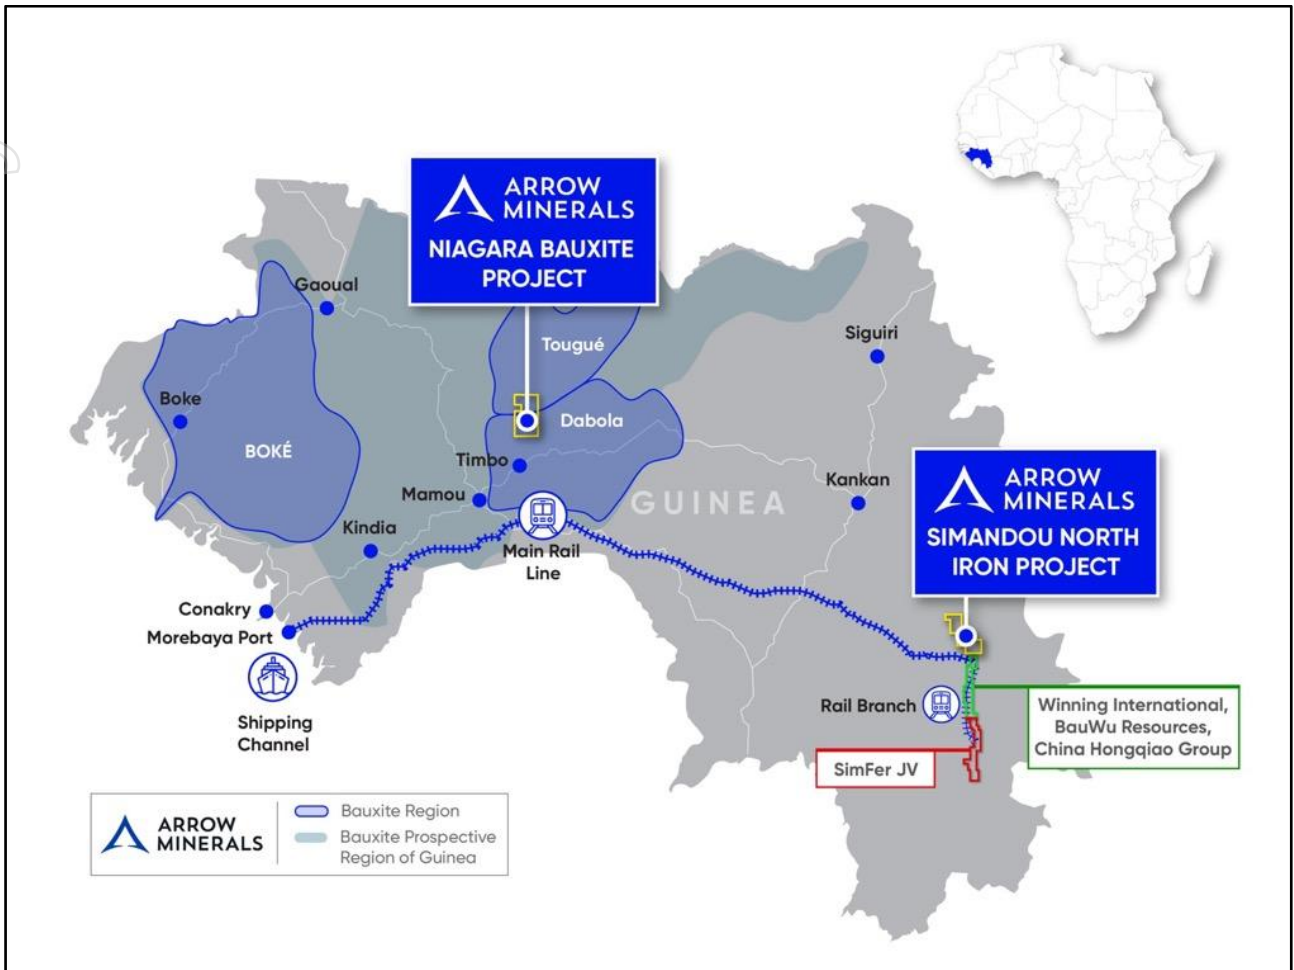 ARROW
MINERALS
NIAGARA BAUXITE
PROJECT
Gaoual
Tougué
Siguiri
Boke
Dabola
BOKÉ
Timbo
Kankan
Mamou
GUINEA
ARROW
MINERALS
SIMANDOU NORTH
IRON PROJECT
Kindia
Main Rail
Line
Conakry
Morebaya Port
Shipping
Channel
Rail Branch
Winning International,
BauWu Resources,
China Hongqiao Group
SimFer JV
ARROW
MINERALS
Bauxite Region
Bauxite Prospective
Region of Guinea